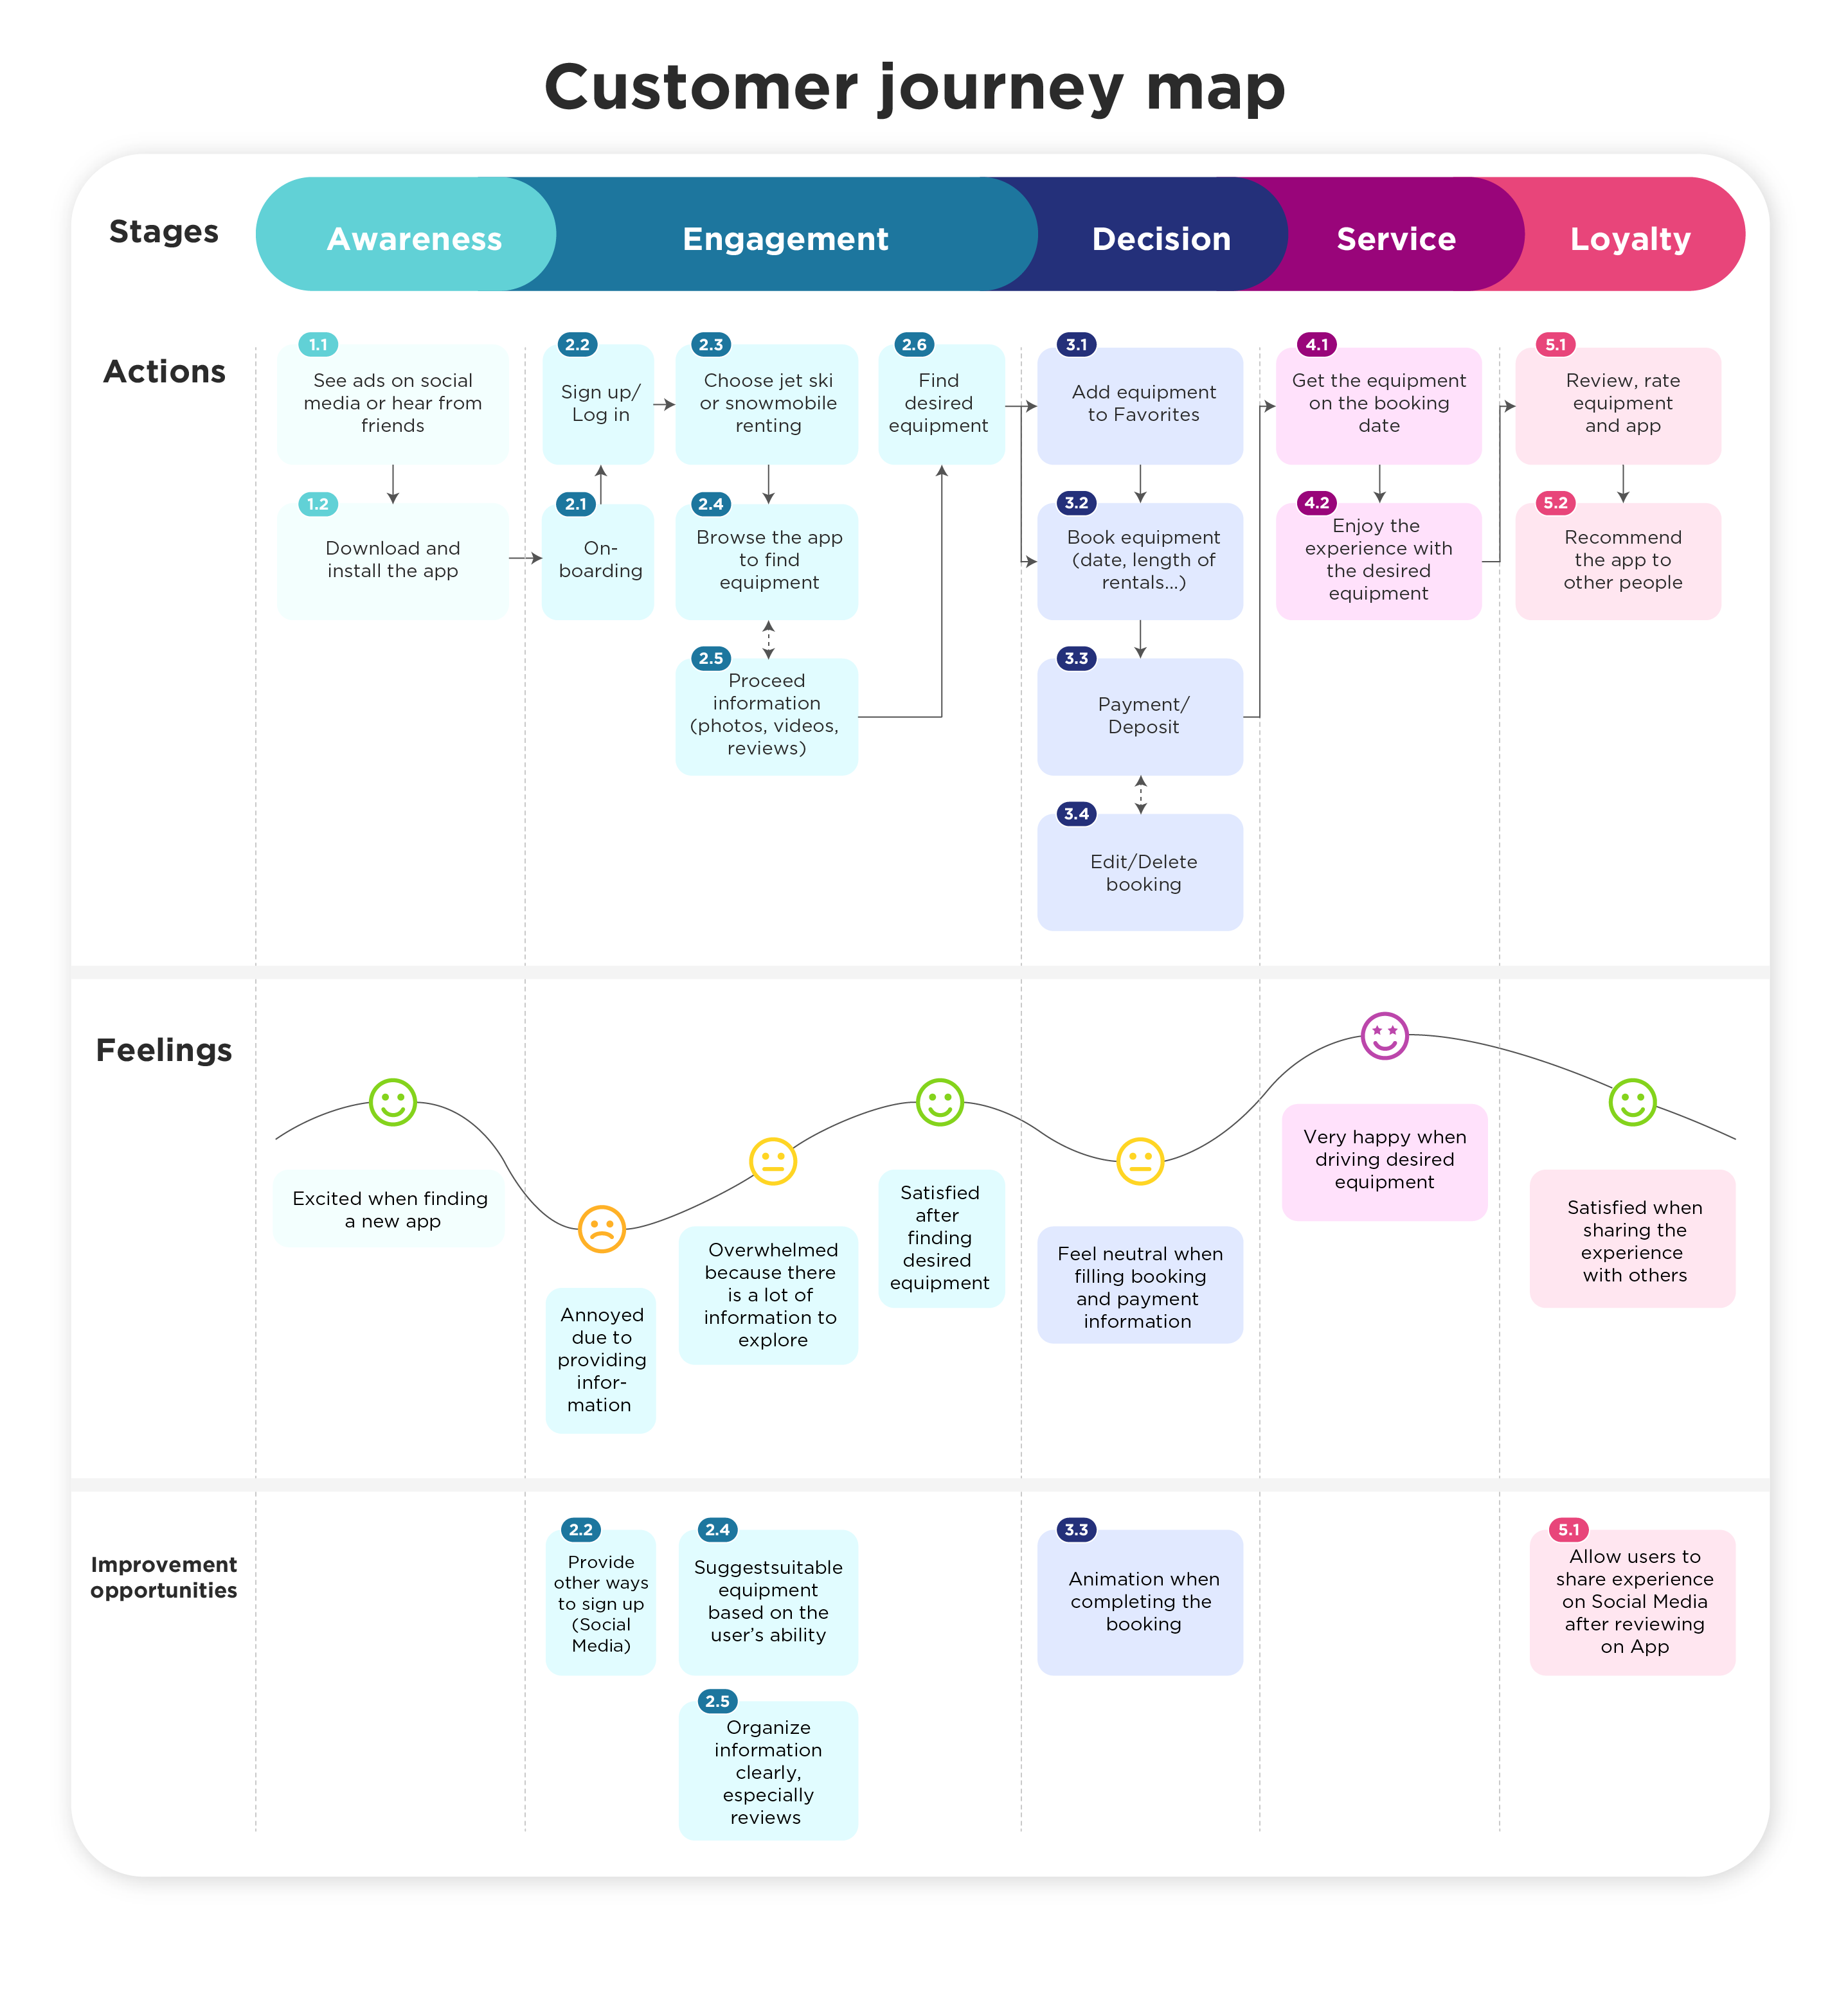 Customer journey map
Stages
Awareness
Engagement
Decision
Service
Loyalty
Actions
1.1
See ads on social
media or hear from
friends
1.2
Download and
install the app
2.2
Sign up/
Log in
2.1
On-
boarding
2.3
Choose jet ski
or snowmobile
renting
2.4
Browse the app
to find
equipment
2.5
Proceed
information
(photos, videos,
reviews)
2.6
Find
desired
equipment
3.1
Add equipment
to Favorites
3.2
Book equipment
(date, length of
rentals...)
3.3
Payment/
Deposit
3.4
Edit/Delete
booking
4.1
Get the equipment
on the booking
date
4.2
Enjoy the
experience with
the desired
equipment
5.1
Review, rate
equipment
and app
5.2
Recommend
the app to
other people
Feelings
Excited when finding
a new app
Annoyed
due to
providing
infor-
mation
Overwhelmed
because there
is a lot of
information to
explore
Satisfied
after
finding
desired
equipment
Feel neutral when
filling booking
and payment
information
Very happy when
driving desired
equipment
Satisfied when
sharing the
experience
with others
Improvement
opportunities
2.2
Provide
other ways
to sign up
(Social
Media)
2.4
Suggestsuitable
equipment
based on the
user's ability
2.5
Organize
information
clearly,
especially
reviews
3.3
Animation when
completing the
booking
5.1
Allow users to
share experience
on Social Media
after reviewing
on App